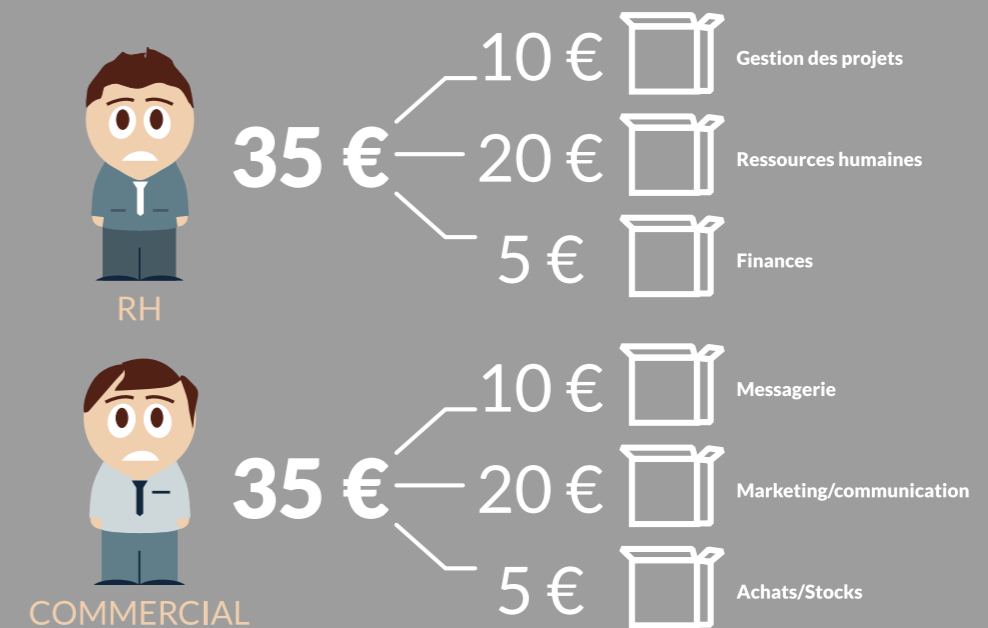 10 €
Gestion des projets
35 €
20 €
Ressources humaines
5 €
Finances
RH
10 €
Messagerie
35 €
20 €
Marketing/communication
5 €
Achats/Stocks
COMMERCIAL